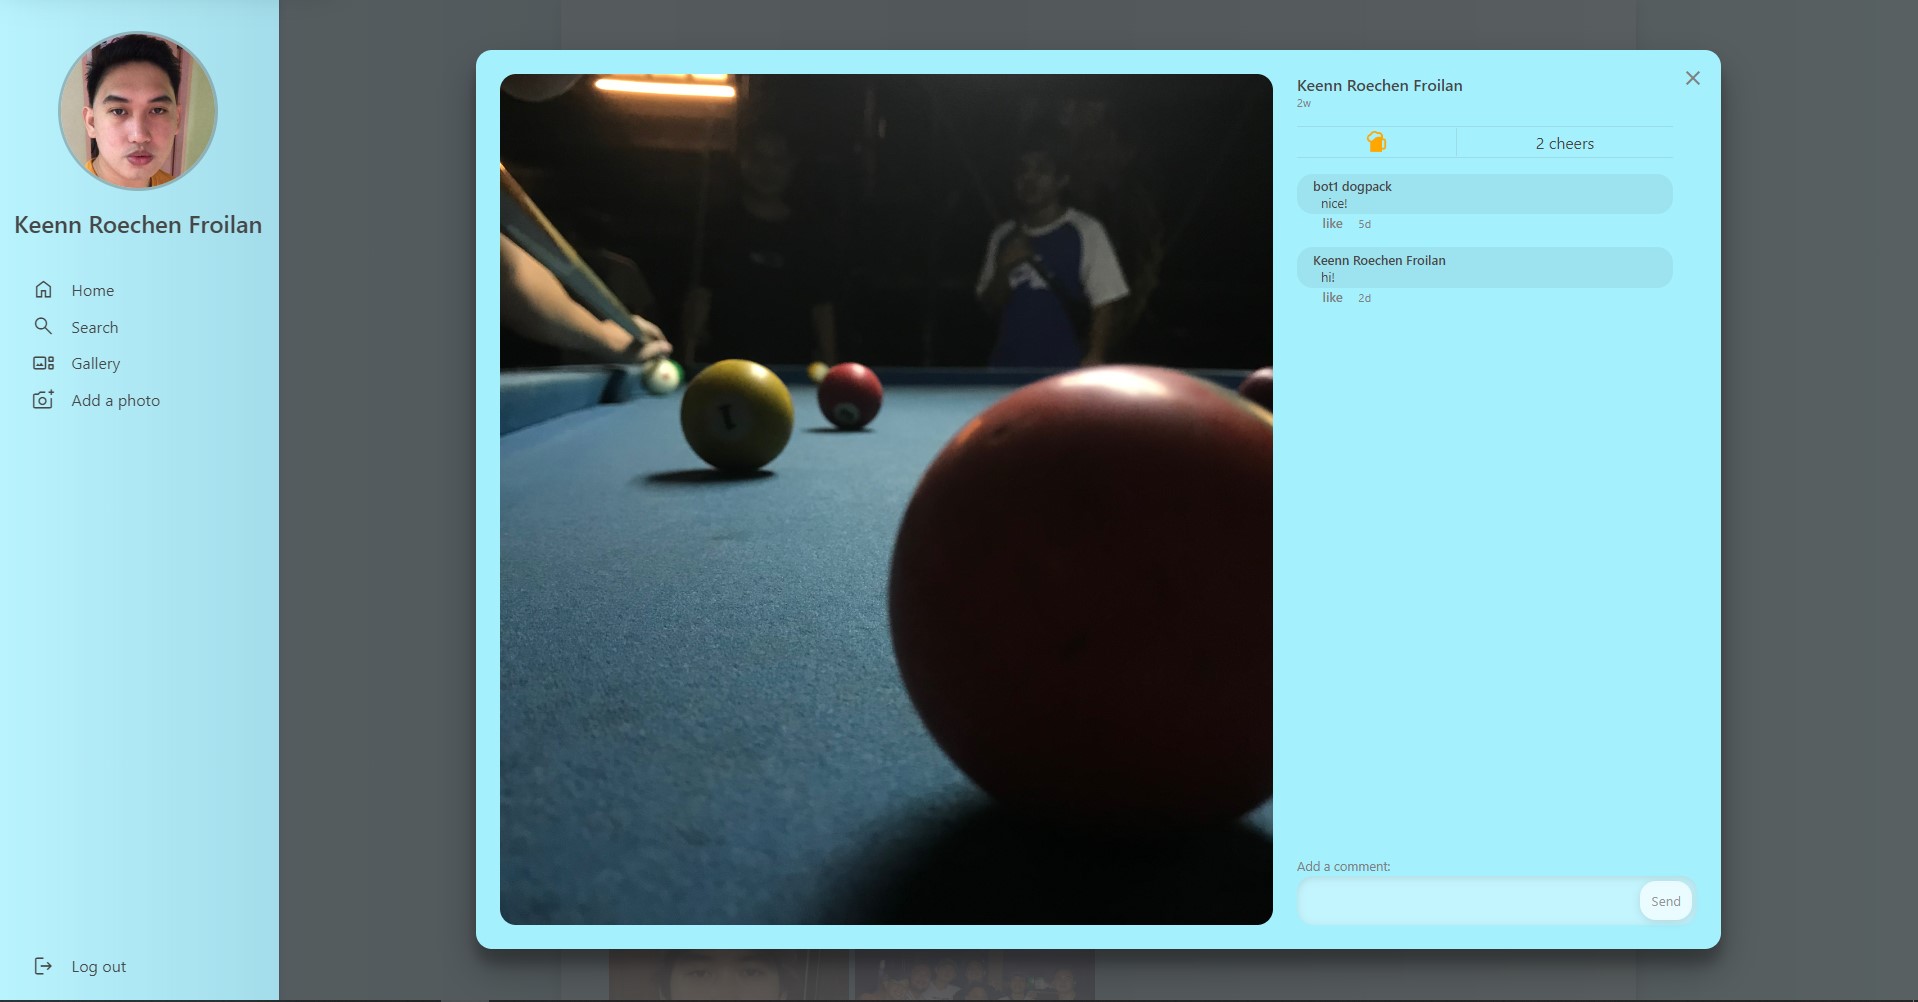 Keenn Roechen Froilan
Home
Search
Gallery
Add a photo
Log out
Keenn Roechen Froilan
2w
2 cheers
bot1 dogpack
nice!
like 5d
Keenn Roechen Froilan
hi!
like 2d
Add a comment:
Send
1